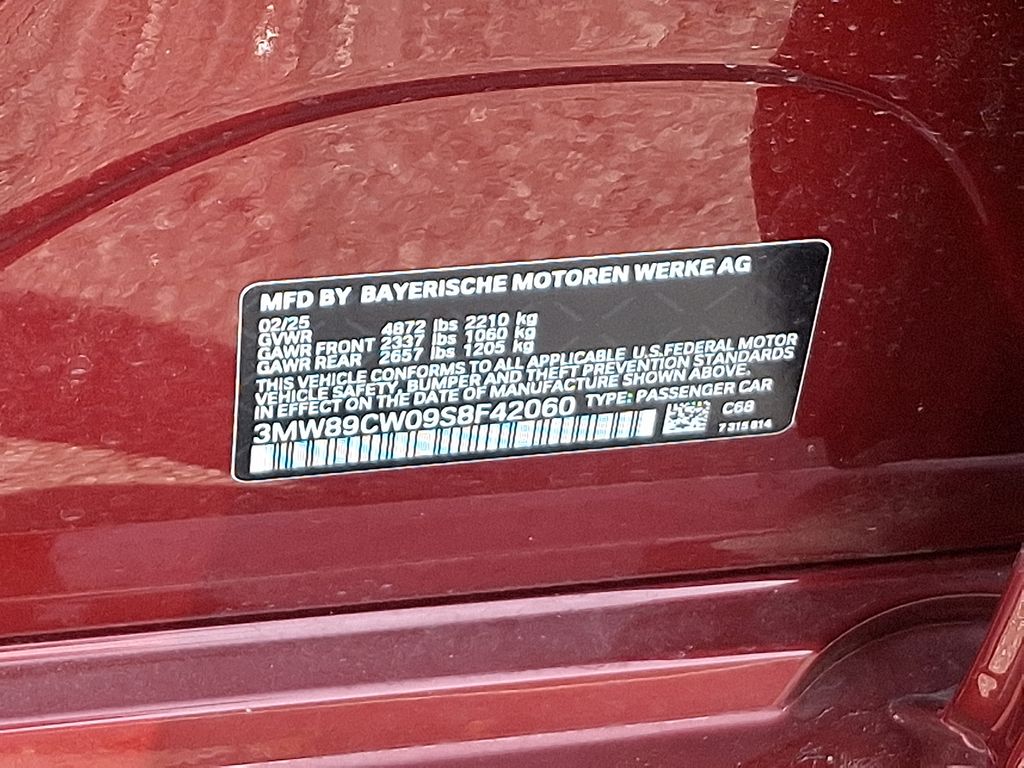 MFD BY BAYERISCHE MOTOREN WERKE AG
02/25
GVWR 4872 lbs 2210 kg
GAWR FRONT 2337 lbs 1060 kg
GAWR REAR 2657 lbs 1205 kg
THIS VEHICLE CONFORMS TO ALL APPLICABLE U.S.FEDERAL MOTOR
VEHICLE SAFETY, BUMPER AND THEFT PREVENTION STANDARDS
IN EFFECT ON THE DATE OF MANUFACTURE SHOWN ABOVE.
3MW89CW09S8F42060 TYPE: PASSENGER CAR
C68
7 315 814